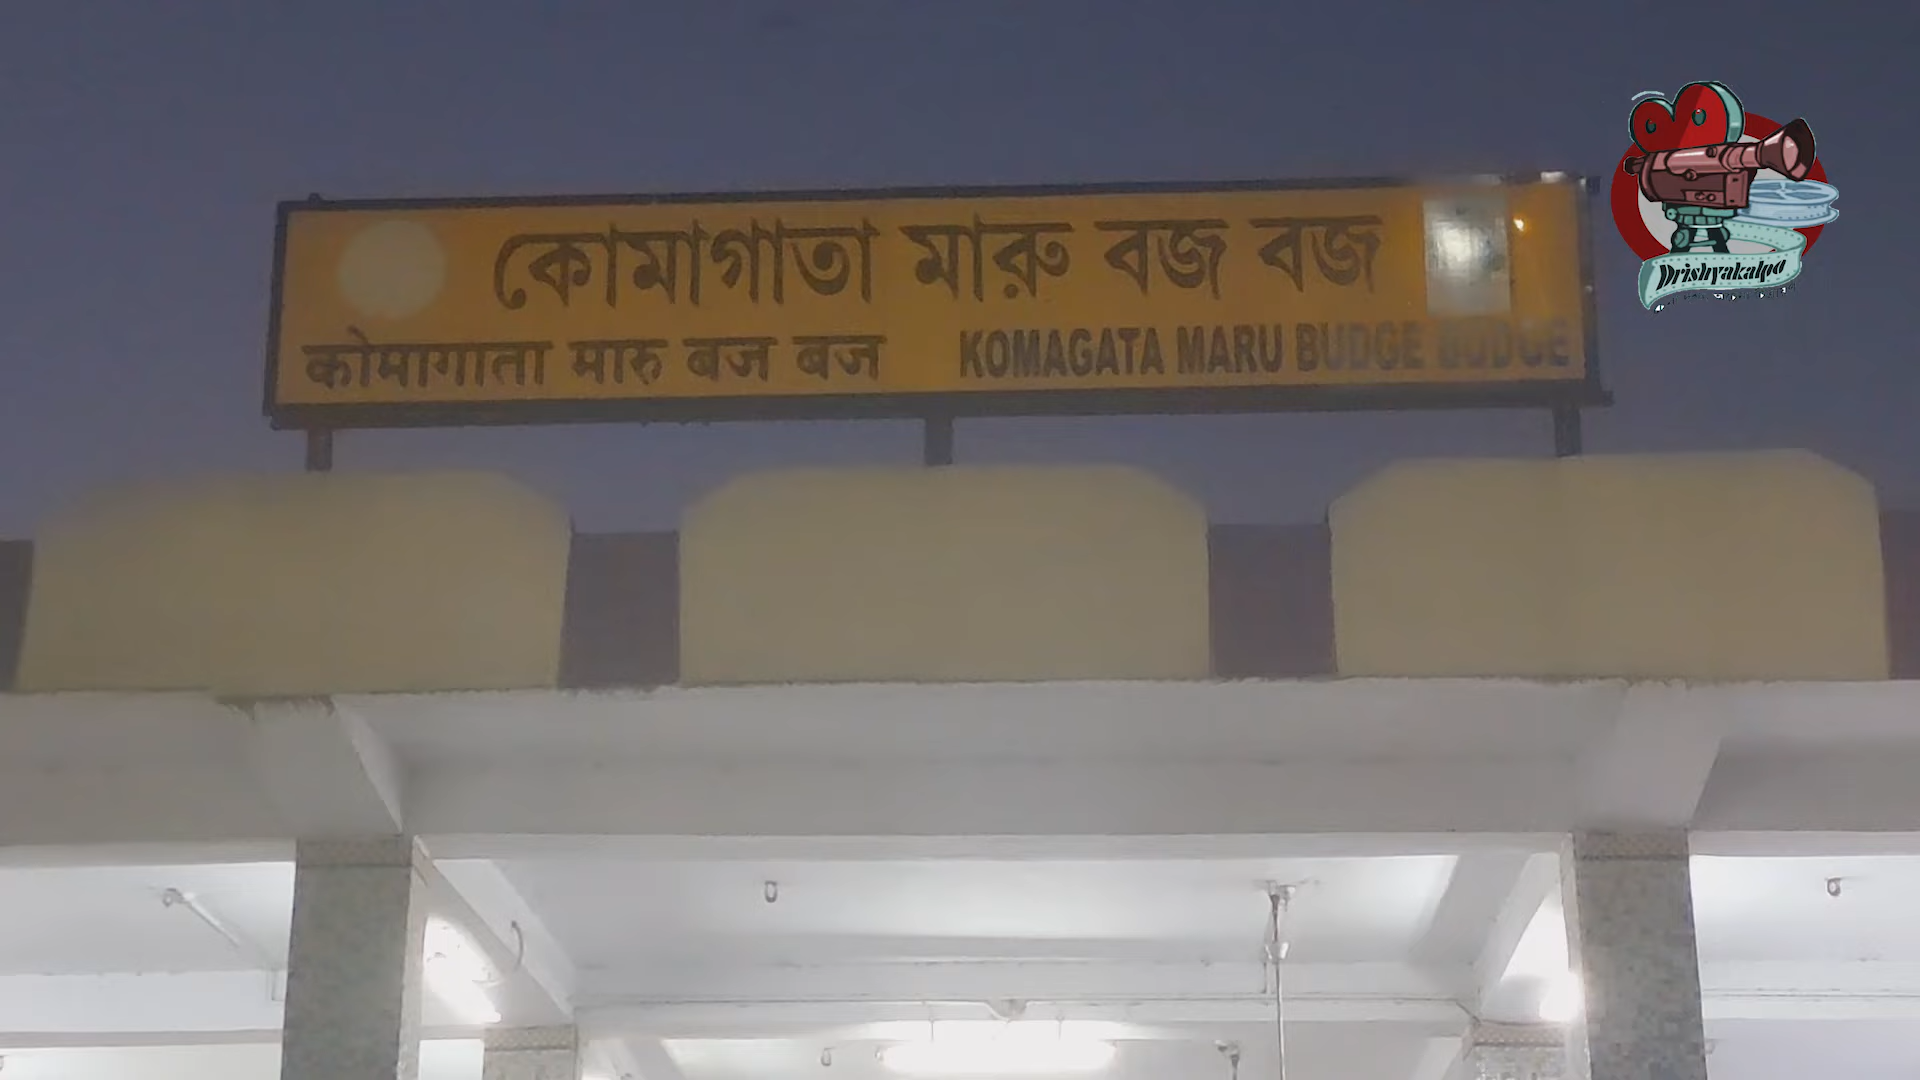 কোমাগাতা মারু বজ বজ
कोमागाता मारु बज बज
KOMAGATA MARU BUDGE BUDGE
Drishyakalpa